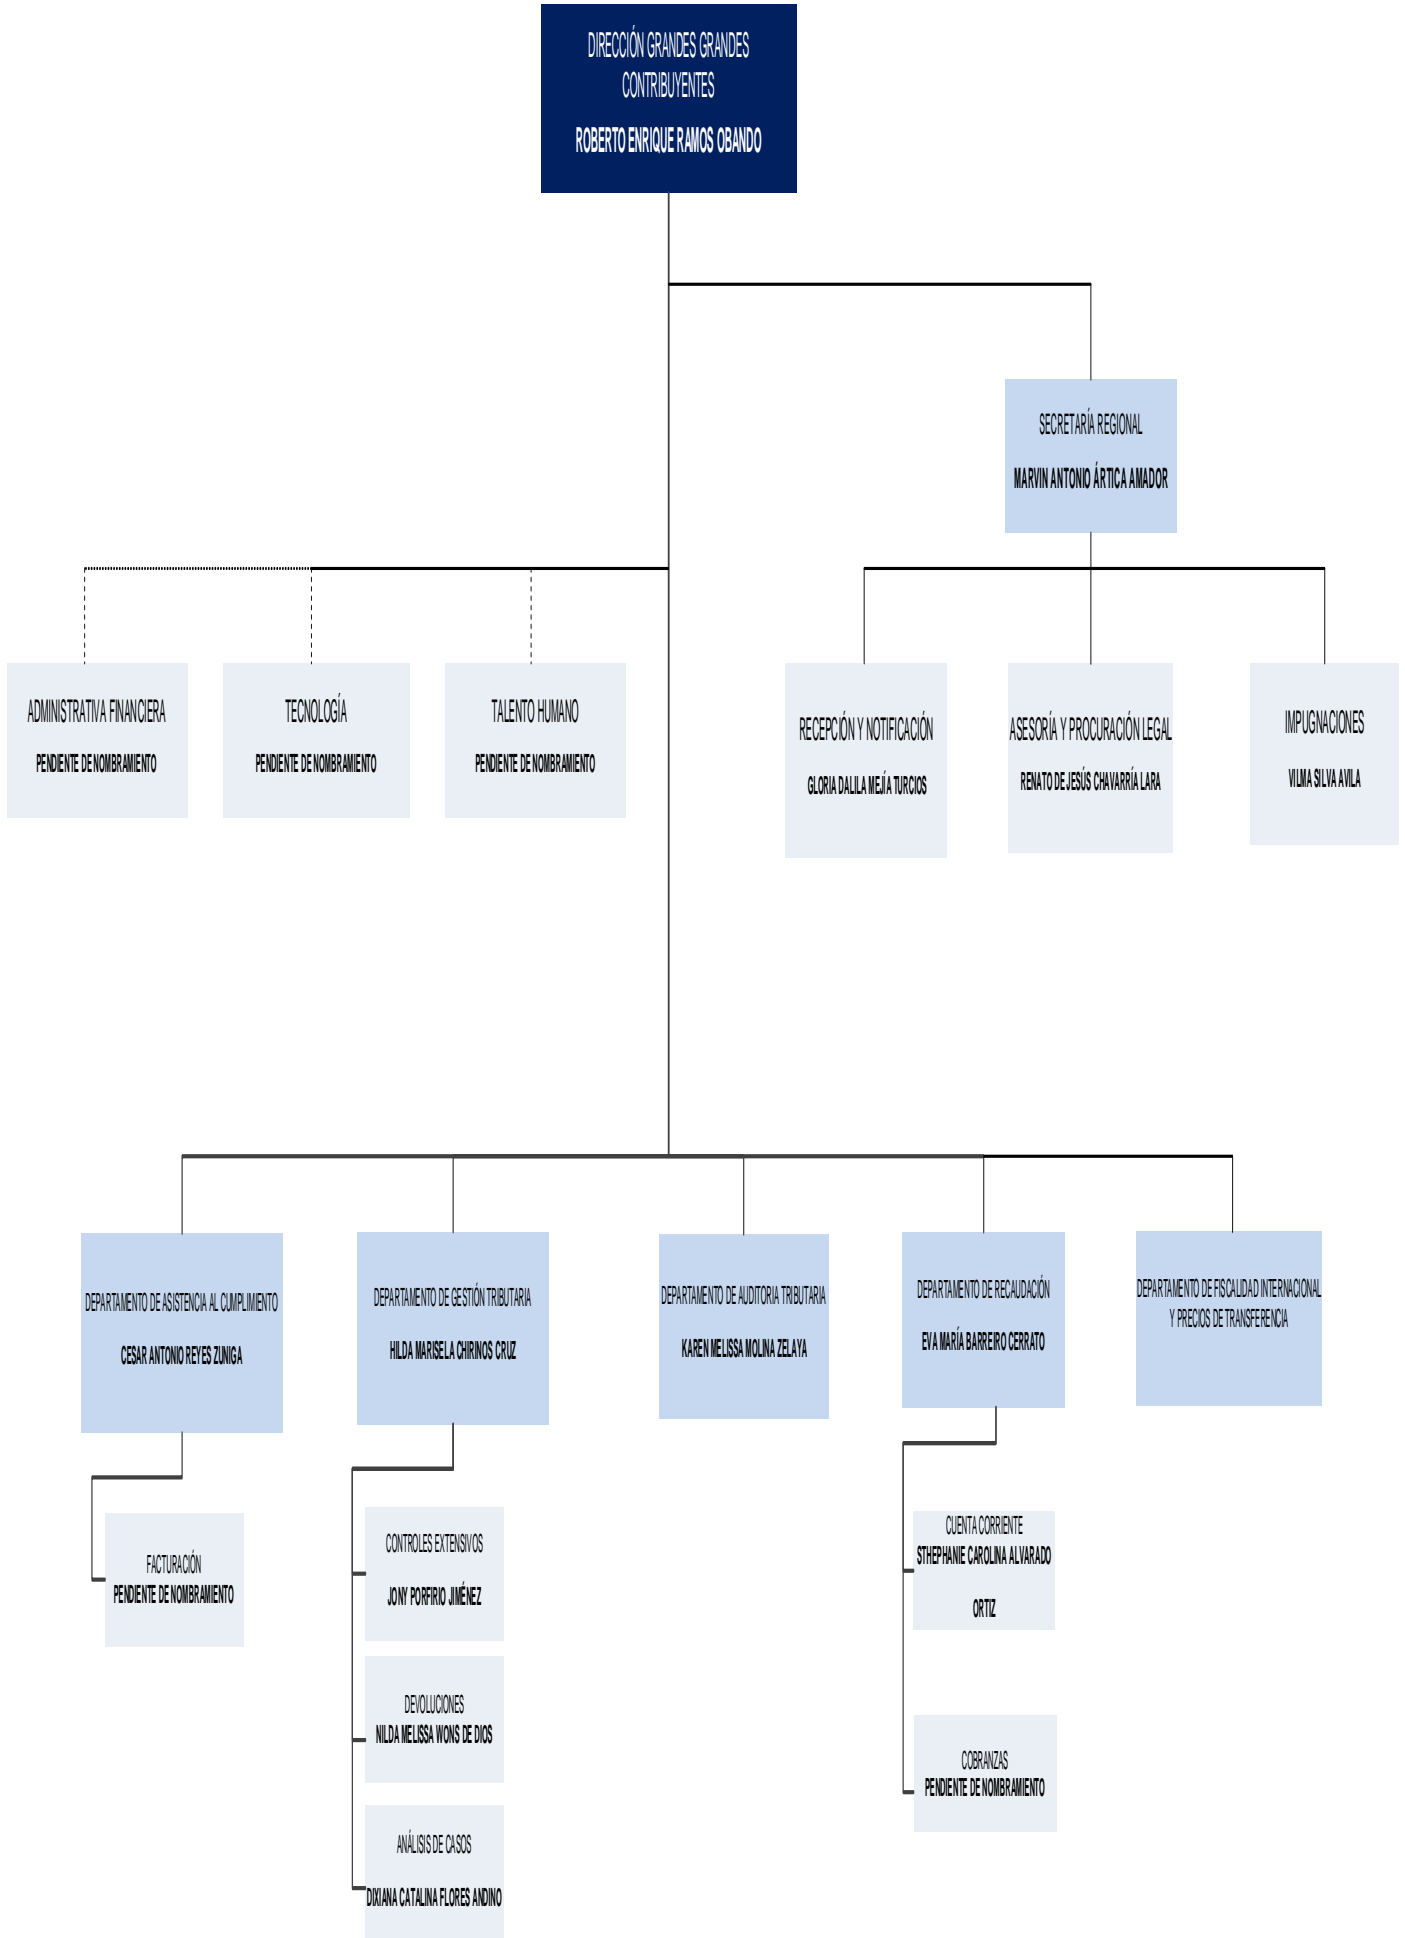 DIRECCIÓN GRANDES GRANDES
CONTRIBUYENTES
ROBERTO ENRIQUE RAMOS OBANDO
SECRETARÍA REGIONAL
MARVIN ANTONIO ÁRTICA AMADOR
ADMINISTRATIVA FINANCIERA
PENDIENTE DE NOMBRAMIENTO
TECNOLOGÍA
PENDIENTE DE NOMBRAMIENTO
TALENTO HUMANO
PENDIENTE DE NOMBRAMIENTO
RECEPCIÓN Y NOTIFICACIÓN
GLORIA DALILA MEJÍA TURCIOS
ASESORÍA Y PROCURACIÓN LEGAL
RENATO DE JESÚS CHAVARRÍA LARA
IMPUGNACIONES
VILMA SILVA AVILA
DEPARTAMENTO DE ASISTENCIA AL CUMPLIMIENTO
CESAR ANTONIO REYES ZUNIGA
DEPARTAMENTO DE GESTIÓN TRIBUTARIA
HILDA MARISELA CHIRINOS CRUZ
DEPARTAMENTO DE AUDITORIA TRIBUTARIA
KAREN MELISSA MOLINA ZELAYA
DEPARTAMENTO DE RECAUDACIÓN
EVA MARÍA BARREIRO CERRATO
DEPARTAMENTO DE FISCALIDAD INTERNACIONAL
Y PRECIOS DE TRANSFERENCIA
FACTURACIÓN
PENDIENTE DE NOMBRAMIENTO
CONTROLES EXTENSIVOS
JONY PORFIRIO JIMÉNEZ
DEVOLUCIONES
NILDA MELISSA WONS DE DIOS
ANÁLISIS DE CASOS
DIXIANA CATALINA FLORES ANDINO
CUENTA CORRIENTE
STHEPHANIE CAROLINA ALVARADO
ORTIZ
COBRANZAS
PENDIENTE DE NOMBRAMIENTO